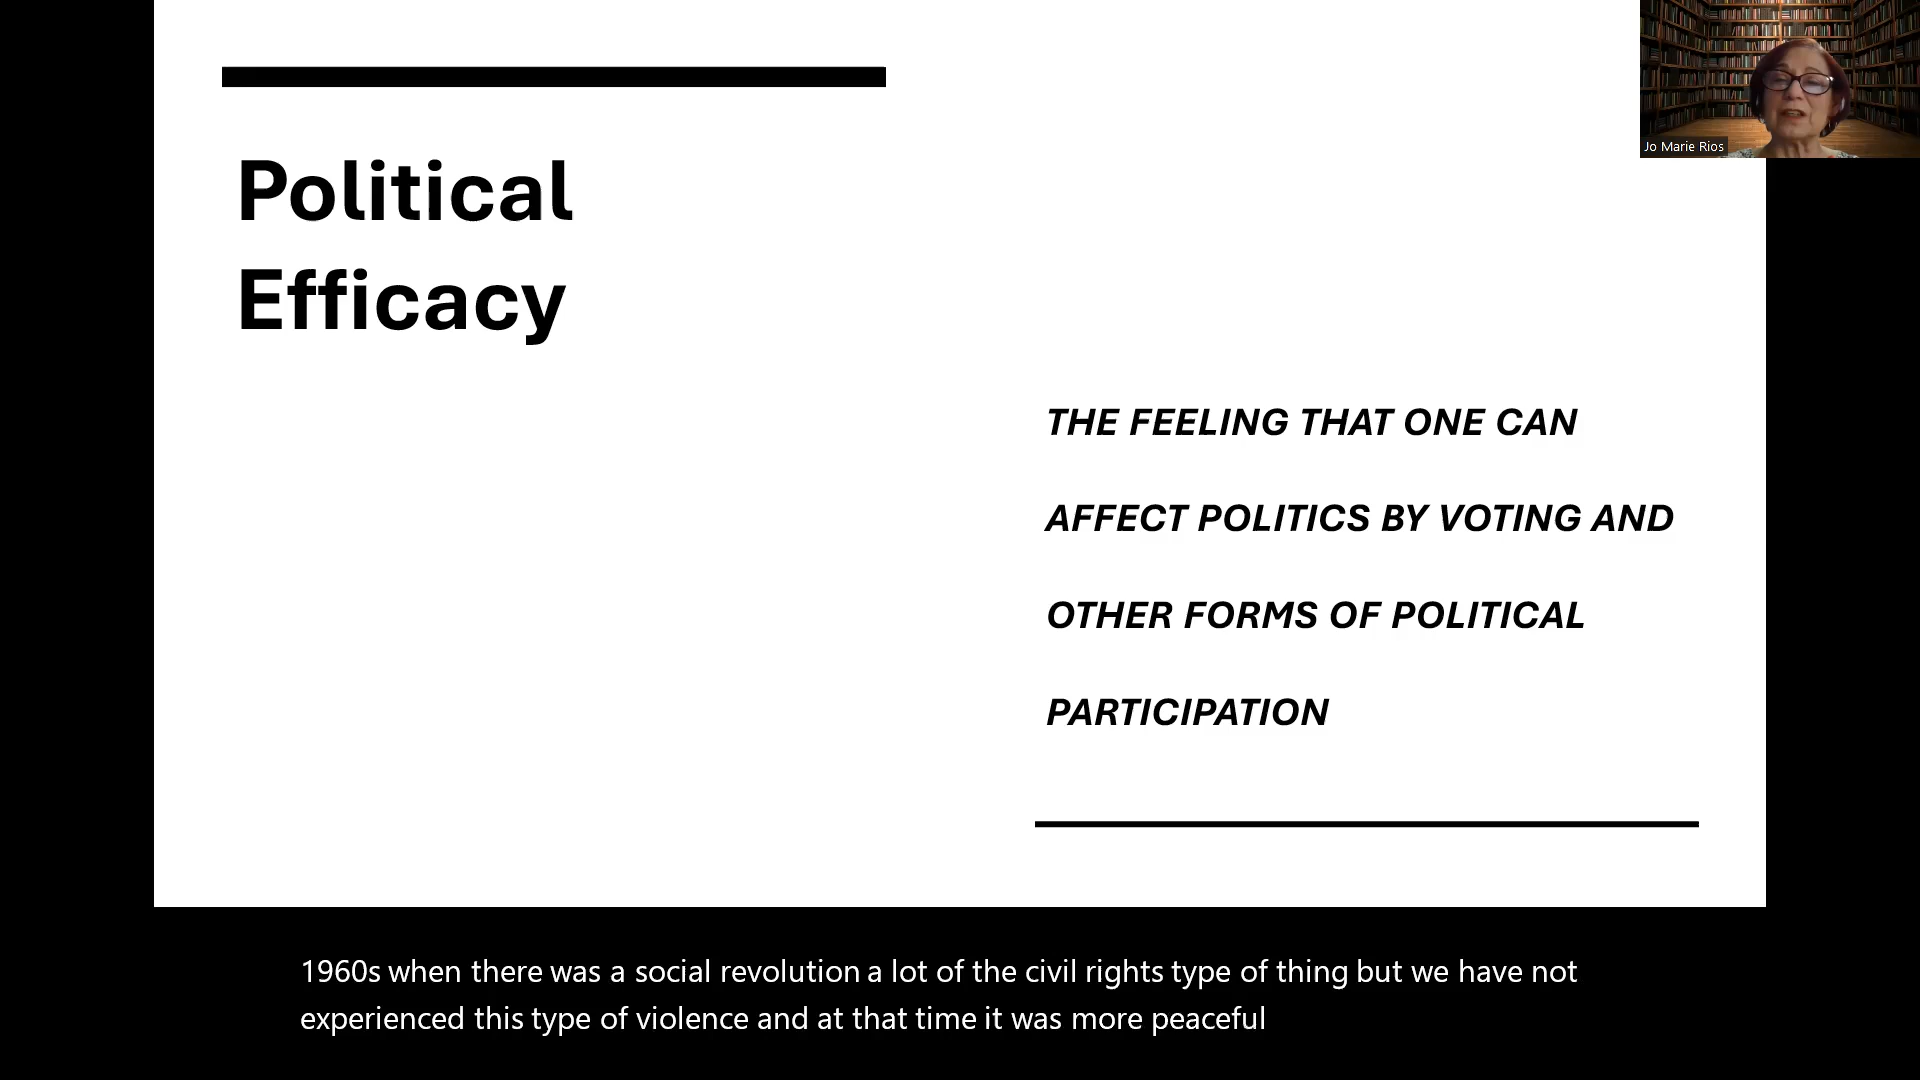 Jo Marie Rios
Political
Efficacy
THE FEELING THAT ONE CAN
AFFECT POLITICS BY VOTING AND
OTHER FORMS OF POLITICAL
PARTICIPATION
1960s when there was a social revolution a lot of the civil rights type of thing but we have not
experienced this type of violence and at that time it was more peaceful